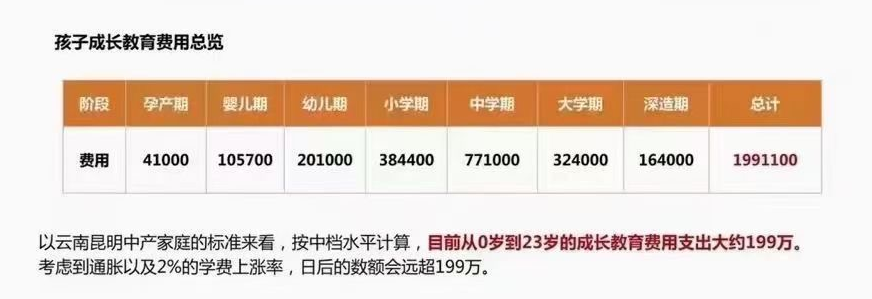 孩子成长教育费用总览
阶段 孕产期 婴儿期 幼儿期 小学期 中学期 大学期 深造期 总计
费用 41000 105700 201000 384400 771000 324000 164000 1991100
以云南昆明中产家庭的标准来看，按中档水平计算，目前从0岁到23岁的成长教育费用支出大约199万。
考虑到通胀以及2%的学费上涨率，日后的数额会远超199万。